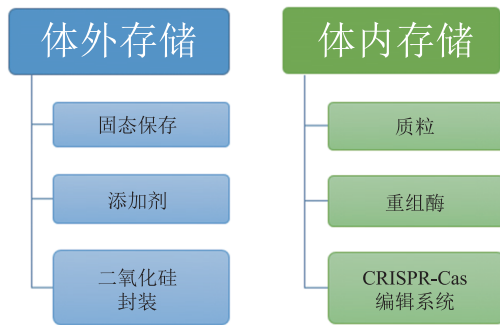 体外存储
固态保存
添加剂
二氧化硅
封装
体内存储
质粒
重组酶
CRISPR-Cas
编辑系统